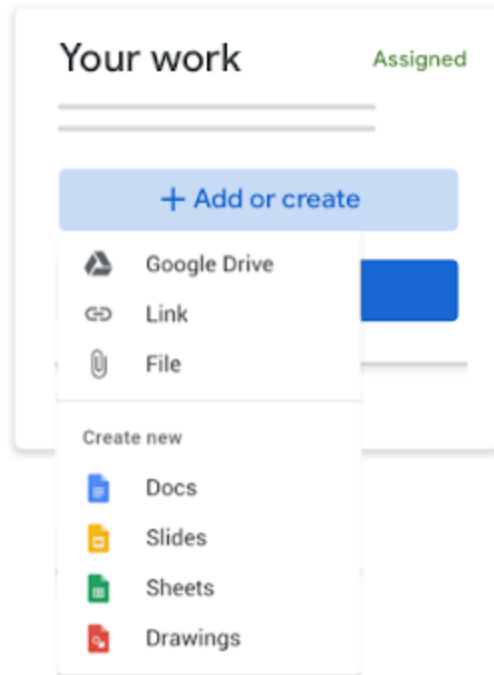 Your work
Assigned
+ Add or create
Google Drive
Link
File
Create new
Docs
Slides
Sheets
Drawings